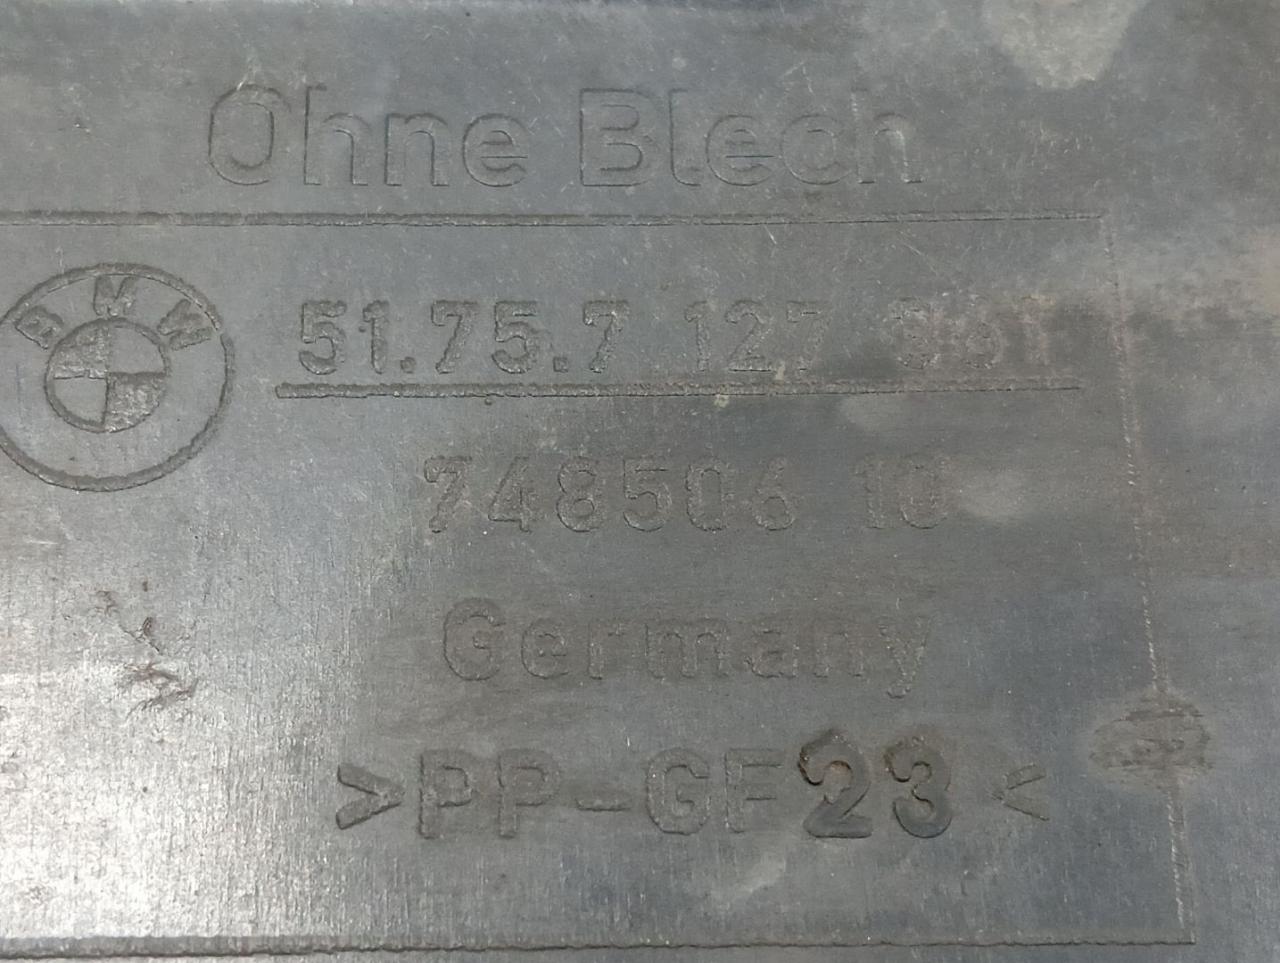 Ohne Blech
BMW
51.75.7 127
748506 10
Germany
>PP-GF23<